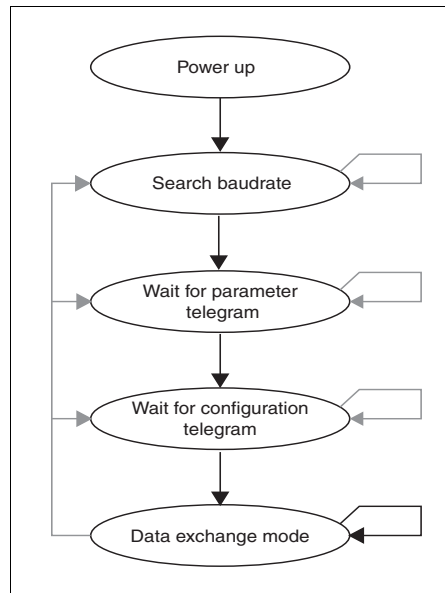 Power up
Search baudrate
Wait for parameter
telegram
Wait for configuration
telegram
Data exchange mode